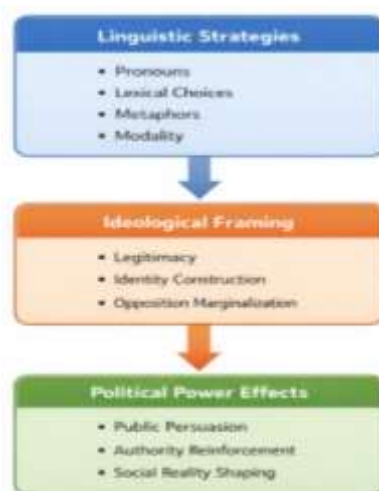 Linguistic Strategies
• Pronouns
• Lexical Choices
• Metaphors
• Modality
Ideological Framing
• Legitimacy
• Identity Construction
• Opposition Marginalization
Political Power Effects
• Public Persuasion
• Authority Reinforcement
• Social Reality Shaping